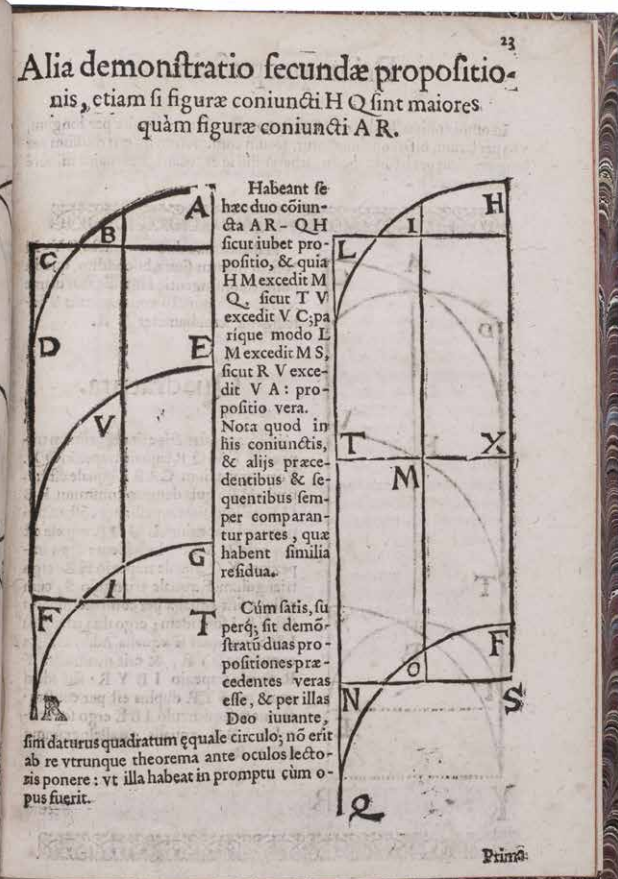 23
Alia demonſtratio ſecundæ propoſitio-
nis, etiam ſi figuræ coniuncti H Q ſint maiores
quàm figuræ coniuncti A R.
A
B
C
D
E
V
G
I
F
T
R
Habeant ſe
hæc duo cõiun-
cta AR - QH
ſicut iubet pro-
poſitio, & quia
H M excedit M
Q, ſicut T V
excedit V C; pa
rique modo L
M excedit M S,
ſicut R V exce-
dit V A: pro-
poſitio vera.
Nota quod in
his coniunctis,
& alijs præce-
dentibus & ſe-
quentibus ſem-
per comparan-
tur partes, quæ
habent ſimilia
reſidua.
Cúm ſatis, ſu
perq́; ſit demõ-
ſtratũ duas pro-
poſitiones præ-
cedentes veras
eſſe, & per illas
Deo iuuante,
ſim daturus quadratum ęquale circulo; nõ erit
ab re vtrunque theorema ante oculos lecto-
ris ponere: vt illa habeat in promptu cùm o-
pus fuerit.
H
I
L
T
X
M
F
O
N
S
Q
Primo